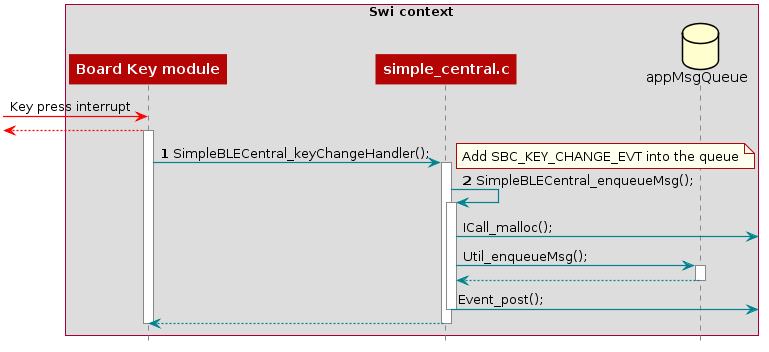 Swi context
Board Key module
simple_central.c
appMsgQueue
Key press interrupt
1 SimpleBLECentral_keyChangeHandler();
Add SBC_KEY_CHANGE_EVT into the queue
2 SimpleBLECentral_enqueueMsg();
ICall_malloc();
Util_enqueueMsg();
Event_post();